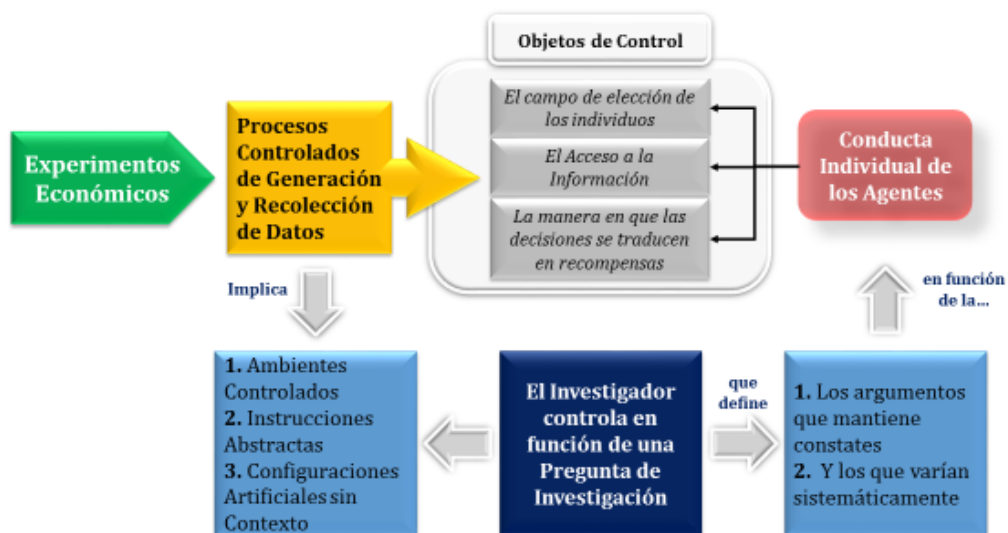 Objetos de Control
El campo de elección de
los individuos
El Acceso a la
Información
La manera en que las
decisiones se traducen
en recompensas
Experimentos
Económicos
Procesos
Controlados
de Generación
y Recolección
de Datos
Conducta
Individual de
los Agentes
Implica
en función
de la...
1. Ambientes
Controlados
2. Instrucciones
Abstractas
3. Configuraciones
Artificiales sin
Contexto
El Investigador
controla en
función de una
Pregunta de
Investigación
que
define
1. Los argumentos
que mantiene
constates
2. Y los que varían
sistemáticamente